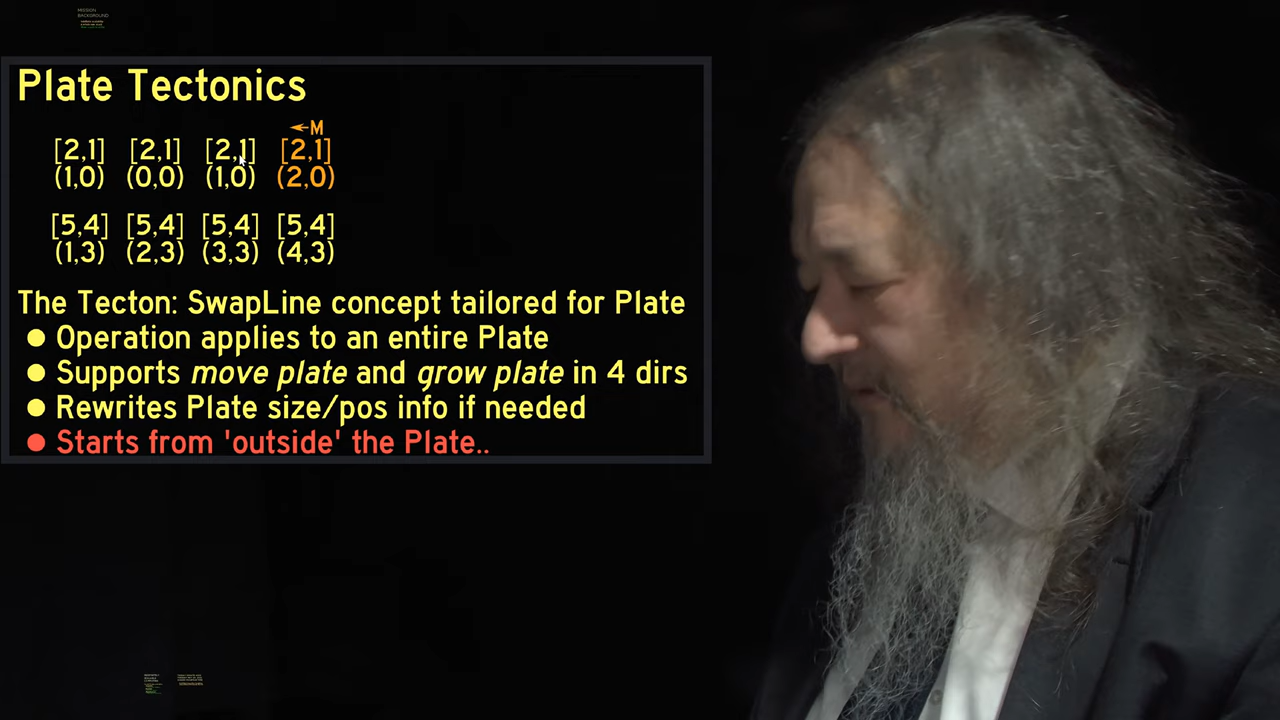 MISSION
BACKGROUND
Plate Tectonics
←M
[2,1] [2,1] [2,1] [2,1]
(1,0) (0,0) (1,0) (2,0)
[5,4] [5,4] [5,4] [5,4]
(1,3) (2,3) (3,3) (4,3)
The Tecton: SwapLine concept tailored for Plate
● Operation applies to an entire Plate
● Supports move plate and grow plate in 4 dirs
● Rewrites Plate size/pos info if needed
● Starts from 'outside' the Plate..